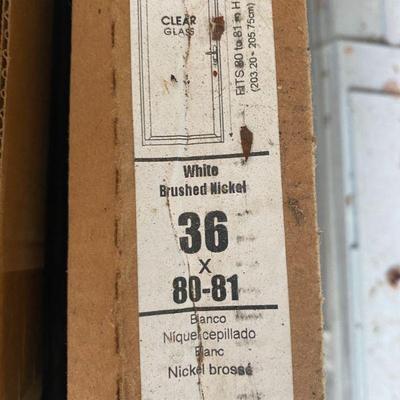 CLEAR
GLASS
FITS 80 to 81 in H
(203.20 - 205.75cm)
White
Brushed Nickel
36
X
80-81
Blanco
Níquel cepillado
Blanc
Nickel brossé